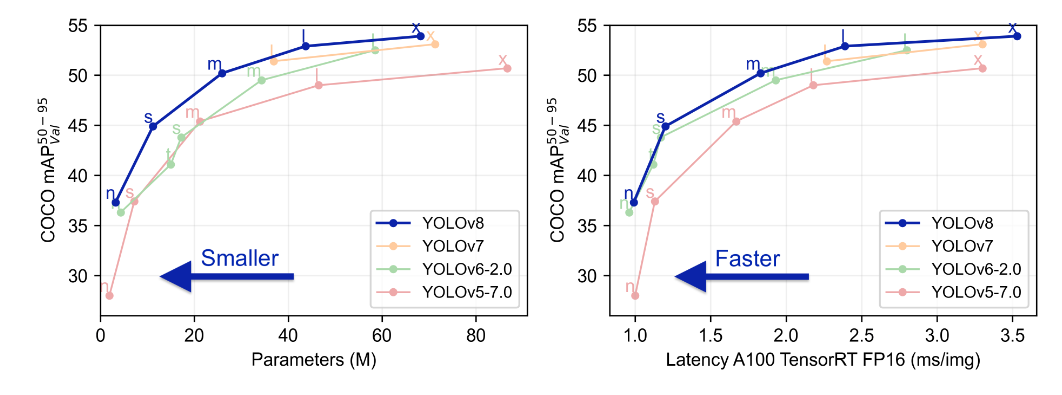 COCO mAP^{50-95}_{Val}
55
50
45
40
35
30
0
20
40
60
80
Parameters (M)
n
s
m
l
x
l
x
n
t
s
m
l
n
s
m
l
x
Smaller
YOLOv8
YOLOv7
YOLOv6-2.0
YOLOv5-7.0
COCO mAP^{50-95}_{Val}
55
50
45
40
35
30
1.0
1.5
2.0
2.5
3.0
3.5
Latency A100 TensorRT FP16 (ms/img)
n
s
m
l
x
l
x
n
t
s
m
l
n
s
m
l
x
Faster
YOLOv8
YOLOv7
YOLOv6-2.0
YOLOv5-7.0